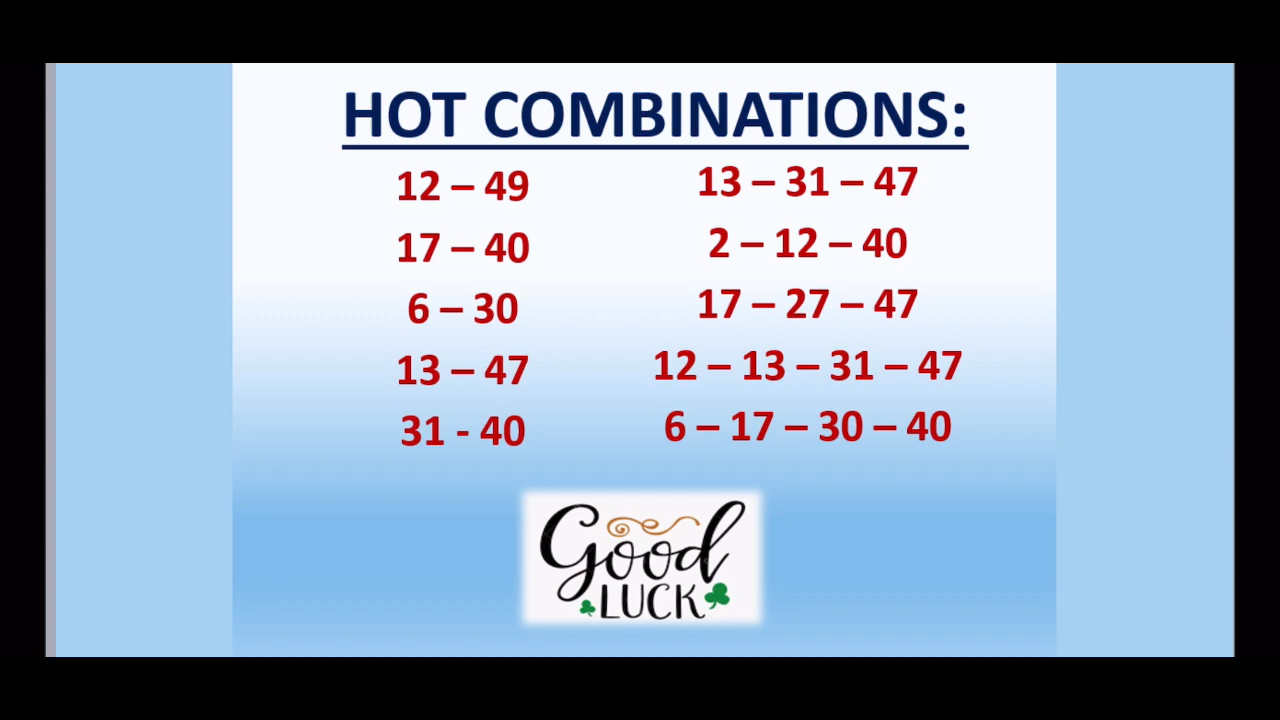 HOT COMBINATIONS:
12 – 49
17 – 40
6 – 30
13 – 47
31 - 40
13 – 31 – 47
2 – 12 – 40
17 – 27 – 47
12 – 13 – 31 – 47
6 – 17 – 30 – 40
Good
LUCK